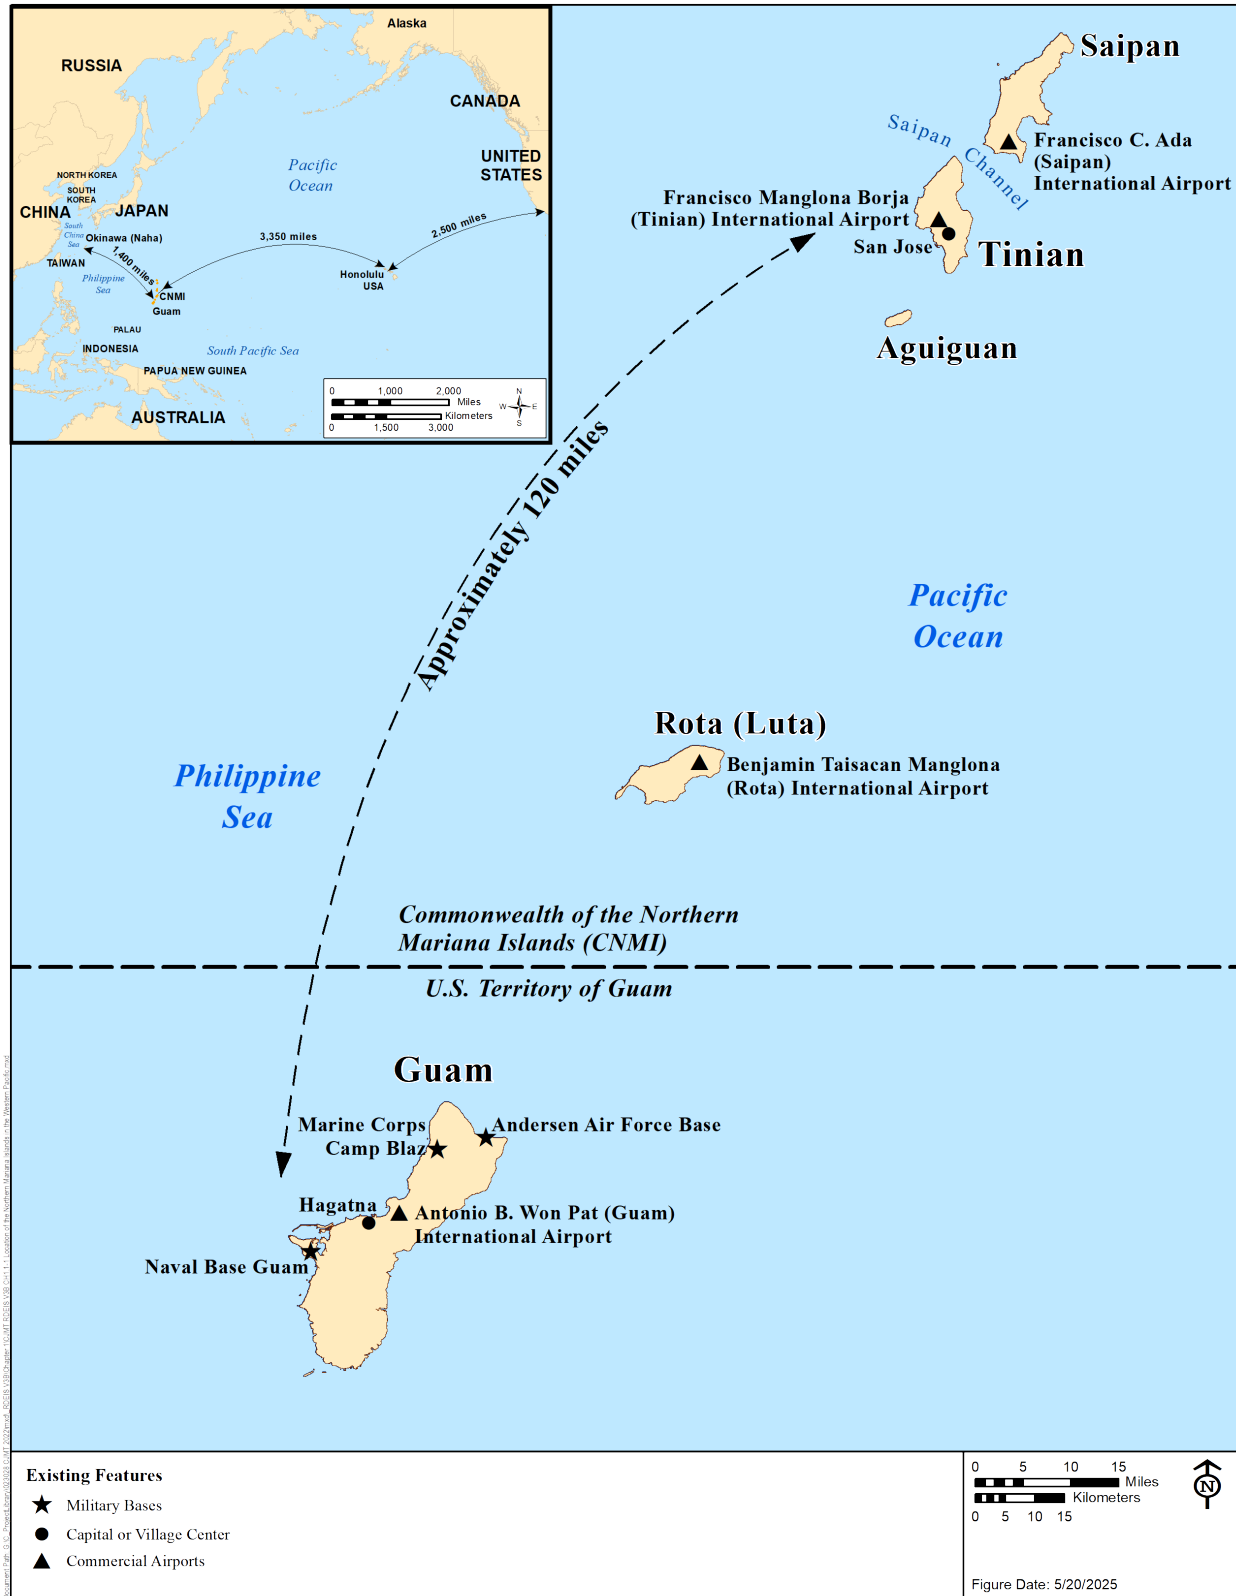 Alaska
RUSSIA
CANADA
Pacific
Ocean
UNITED
STATES
NORTH KOREA
SOUTH
KOREA
CHINA
JAPAN
South
China
Sea
Okinawa (Naha)
1,400 miles
3,350 miles
2,500 miles
TAIWAN
Philippine
Sea
Honolulu
USA
CNMI
Guam
PALAU
INDONESIA
South Pacific Sea
PAPUA NEW GUINEA
AUSTRALIA
0 1,000 2,000
Miles
Kilometers
0 1,500 3,000
N
W E
S
Saipan
Saipan Channel
Francisco C. Ada
(Saipan)
International Airport
Francisco Manglona Borja
(Tinian) International Airport
San Jose
Tinian
Aguiguan
Approximately 120 miles
Pacific
Ocean
Rota (Luta)
Benjamin Taisacan Manglona
(Rota) International Airport
Philippine
Sea
Commonwealth of the Northern
Mariana Islands (CNMI)
U.S. Territory of Guam
Guam
Marine Corps
Camp Blaz
Andersen Air Force Base
Hagatna
Antonio B. Won Pat (Guam)
International Airport
Naval Base Guam
Existing Features
Military Bases
Capital or Village Center
Commercial Airports
0 5 10 15
Miles
Kilometers
0 5 10 15
N
Figure Date: 5/20/2025